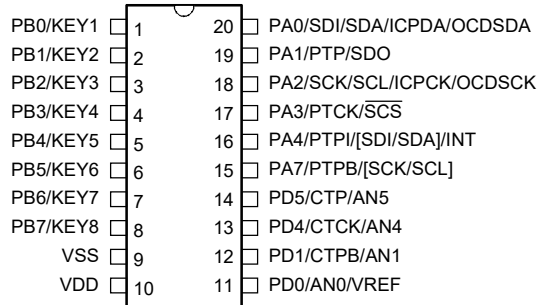 PB0/KEY1 1 20 PA0/SDI/SDA/ICPDA/OCDSDA
PB1/KEY2 2 19 PA1/PTP/SDO
PB2/KEY3 3 18 PA2/SCK/SCL/ICPCK/OCDSCK
PB3/KEY4 4 17 PA3/PTCK/SCS
PB4/KEY5 5 16 PA4/PTPI/[SDI/SDA]/INT
PB5/KEY6 6 15 PA7/PTPB/[SCK/SCL]
PB6/KEY7 7 14 PD5/CTP/AN5
PB7/KEY8 8 13 PD4/CTCK/AN4
VSS 9 12 PD1/CTPB/AN1
VDD 10 11 PD0/AN0/VREF